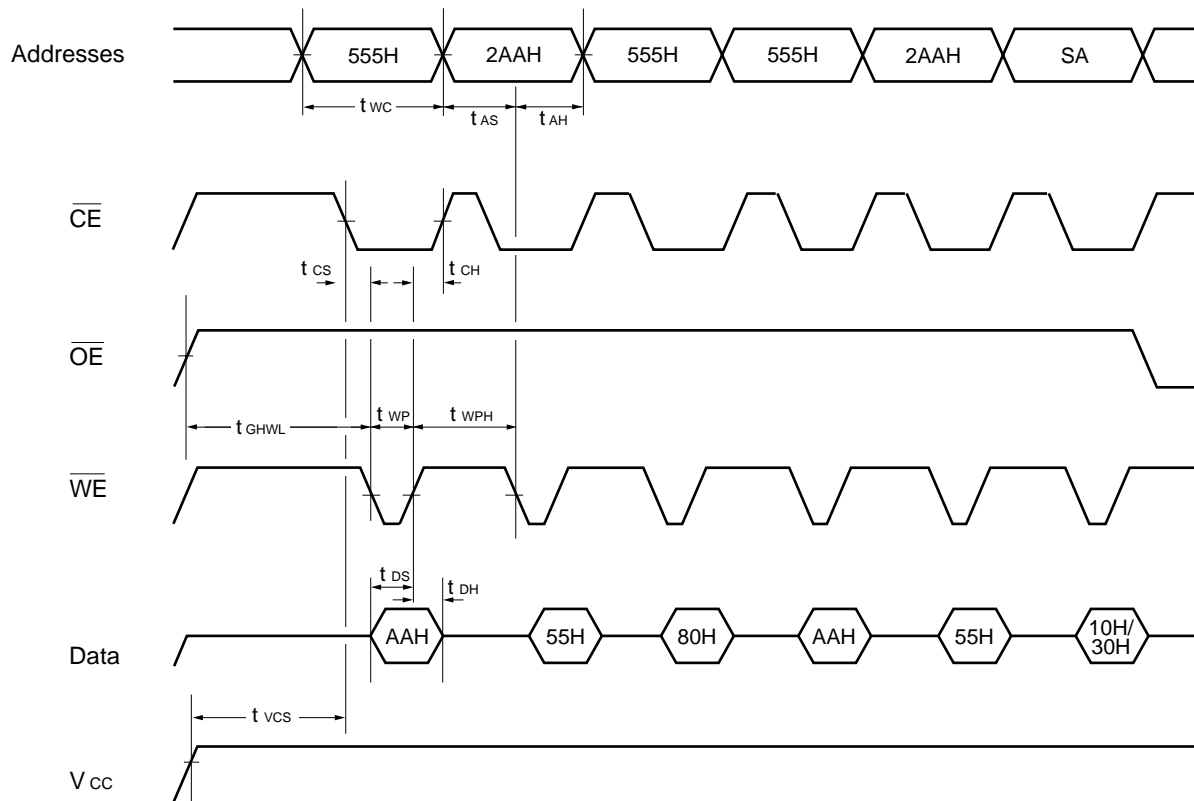 Addresses
555H 2AAH 555H 555H 2AAH SA
t WC t AS t AH
CE
t CS t CH
OE
t GHWL t WP t WPH
WE
t DS t DH
Data
AAH 55H 80H AAH 55H 10H/
30H
t VCS
V CC